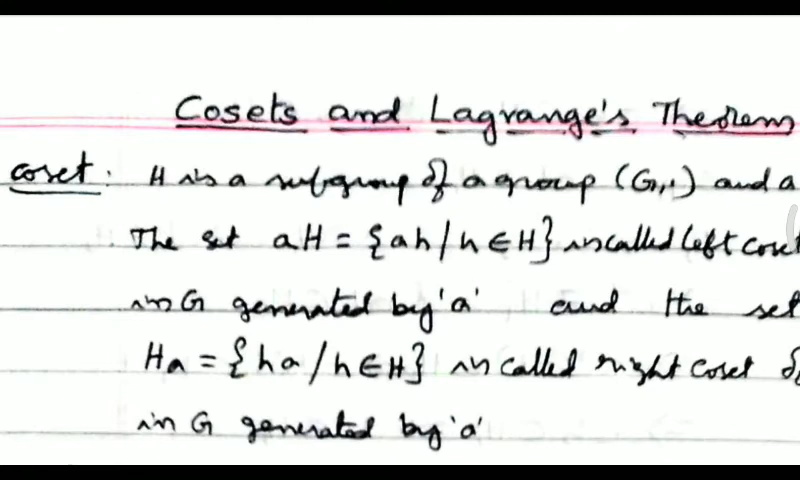 Cosets and Lagrange's Theorem
coset: H is a subgroup of a group (G,.) and a
The set aH = {ah/h∈H} is called left coset
in G generated by 'a' and the set
Ha = {ha/h∈H} is called right coset of
in G generated by 'a'